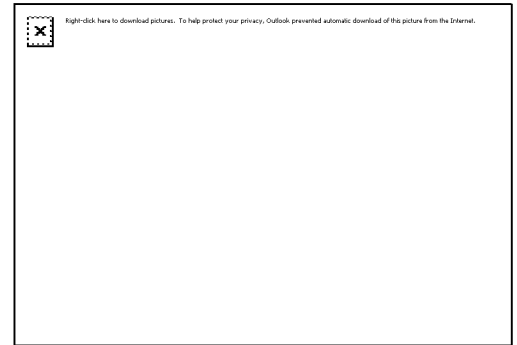 Right-click here to download pictures.  To help protect your privacy, Outlook prevented automatic download of this picture from the Internet.